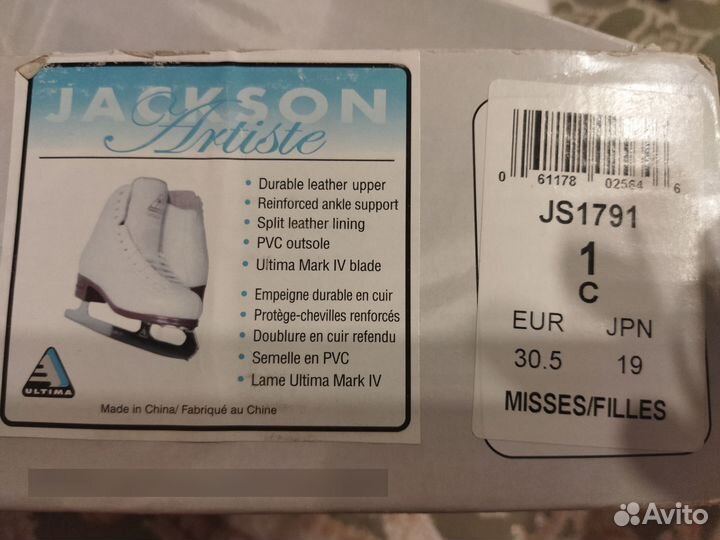 JACKSON
Artiste
• Durable leather upper
• Reinforced ankle support
• Split leather lining
• PVC outsole
• Ultima Mark IV blade
• Empeigne durable en cuir
• Protège-chevilles renforcés
• Doublure en cuir refendu
• Semelle en PVC
• Lame Ultima Mark IV
ULTIMA
Made in China/ Fabriqué au Chine
0 61178 02564 6
JS1791
1
C
EUR JPN
30.5 19
MISSES/FILLES
Avito